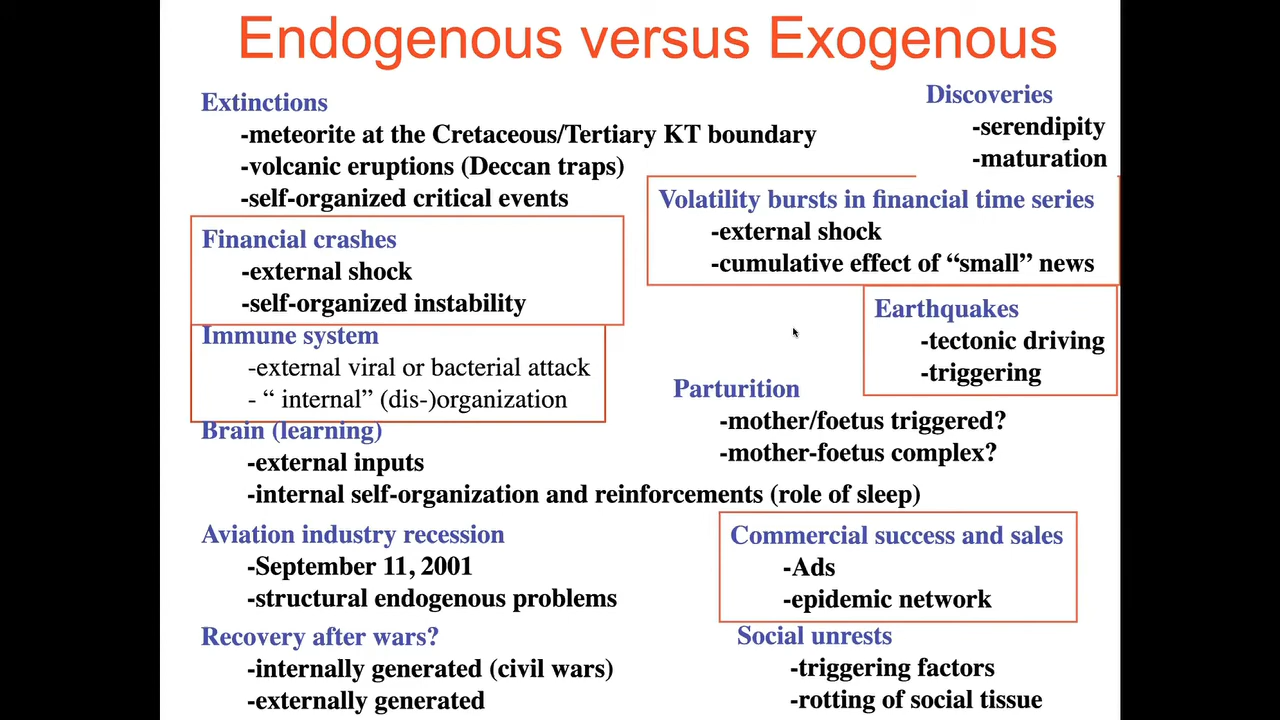 Endogenous versus Exogenous
Extinctions
-meteorite at the Cretaceous/Tertiary KT boundary
-volcanic eruptions (Deccan traps)
-self-organized critical events
Financial crashes
-external shock
-self-organized instability
Immune system
-external viral or bacterial attack
- “ internal” (dis-)organization
Brain (learning)
-external inputs
-internal self-organization and reinforcements (role of sleep)
Aviation industry recession
-September 11, 2001
-structural endogenous problems
Recovery after wars?
-internally generated (civil wars)
-externally generated
Discoveries
-serendipity
-maturation
Volatility bursts in financial time series
-external shock
-cumulative effect of “small” news
Earthquakes
-tectonic driving
-triggering
Parturition
-mother/foetus triggered?
-mother-foetus complex?
Commercial success and sales
-Ads
-epidemic network
Social unrests
-triggering factors
-rotting of social tissue